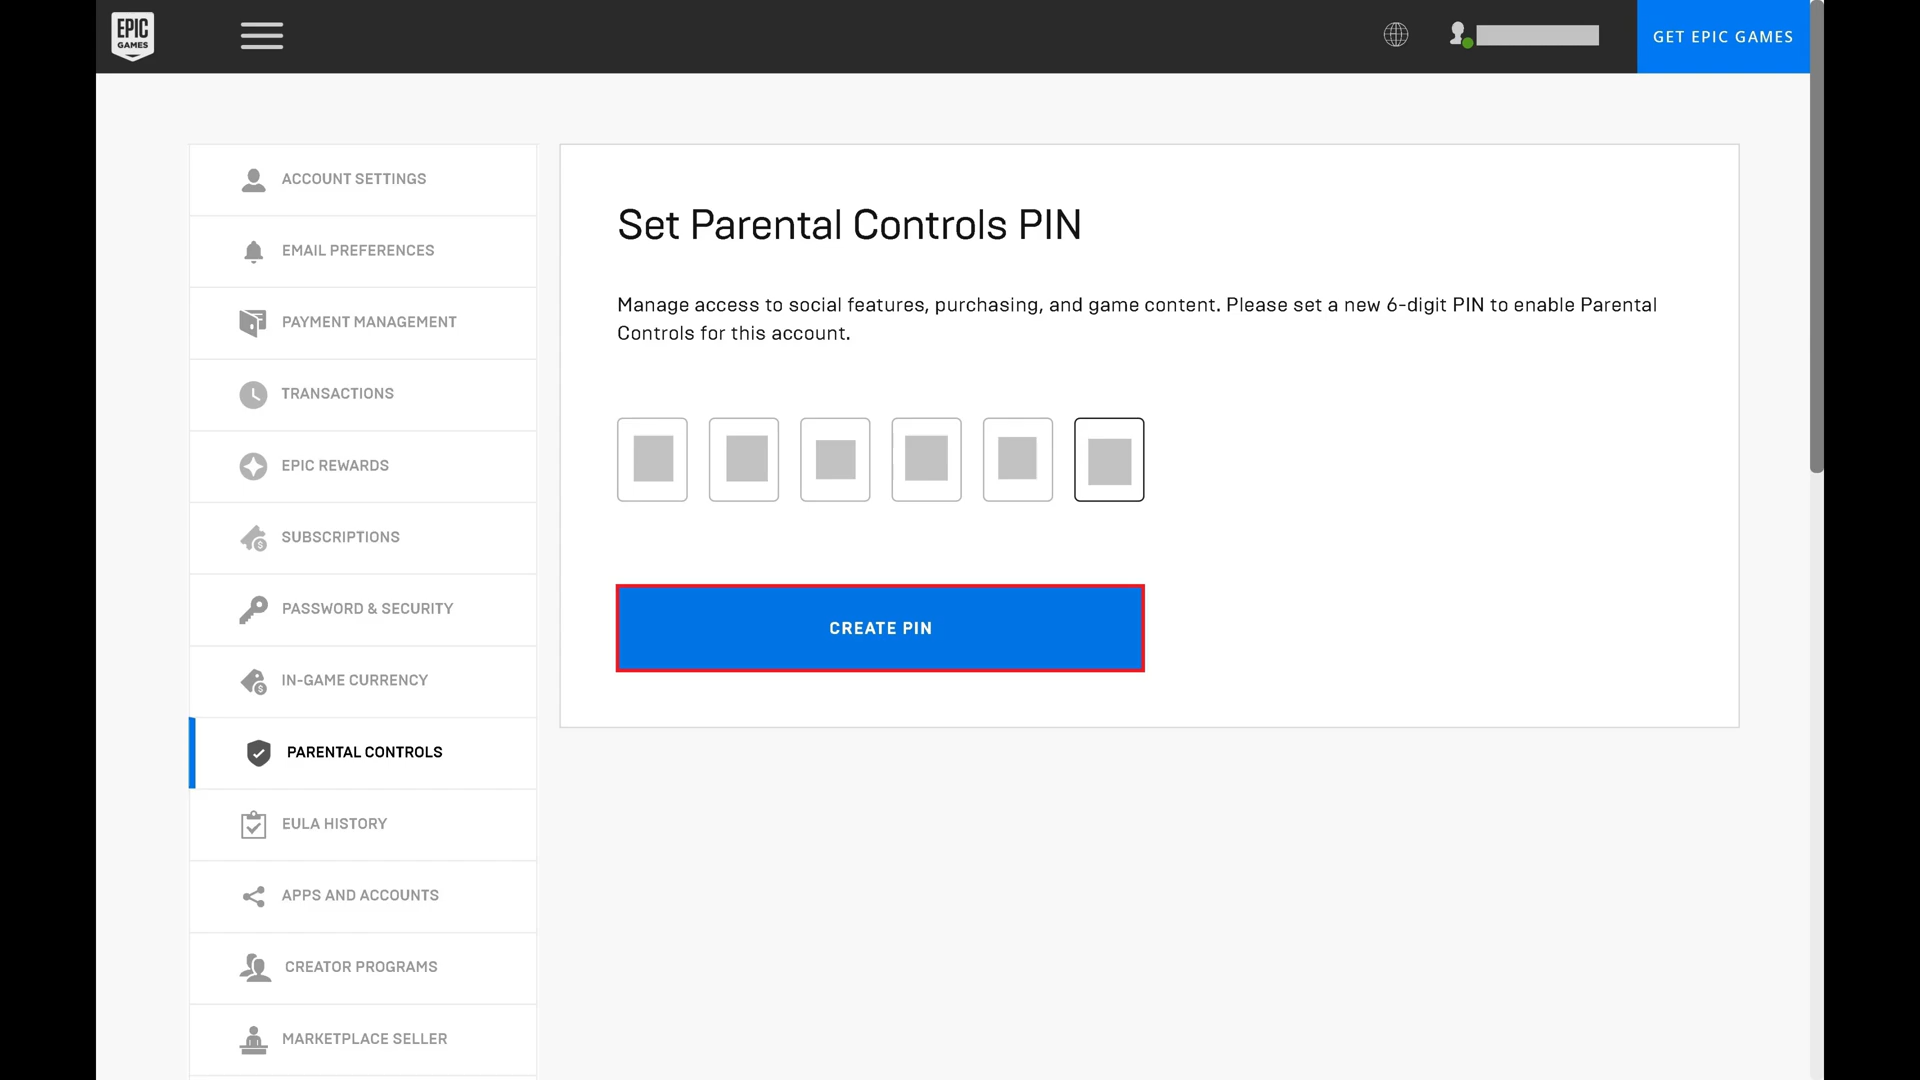 EPIC
GAMES
GET EPIC GAMES
ACCOUNT SETTINGS
EMAIL PREFERENCES
PAYMENT MANAGEMENT
TRANSACTIONS
EPIC REWARDS
SUBSCRIPTIONS
PASSWORD & SECURITY
IN-GAME CURRENCY
PARENTAL CONTROLS
EULA HISTORY
APPS AND ACCOUNTS
CREATOR PROGRAMS
MARKETPLACE SELLER
Set Parental Controls PIN
Manage access to social features, purchasing, and game content. Please set a new 6-digit PIN to enable Parental
Controls for this account.
CREATE PIN